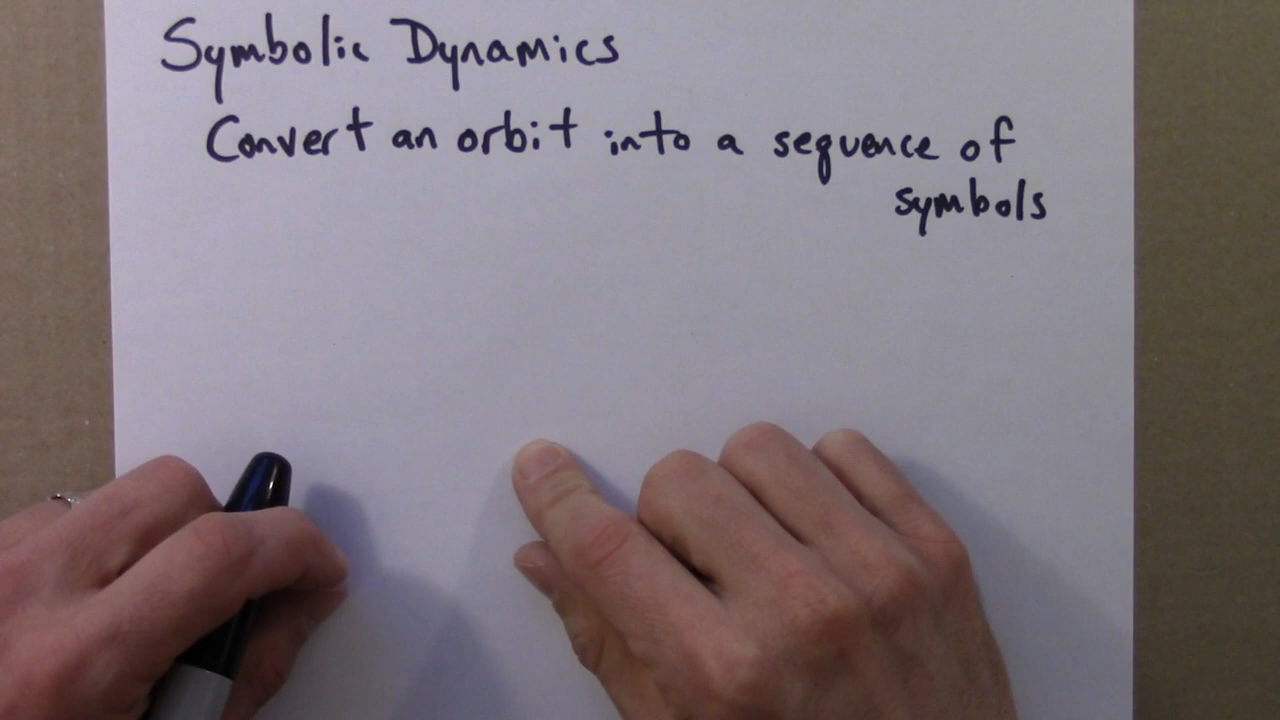 Symbolic Dynamics
Convert an orbit into a sequence of
symbols